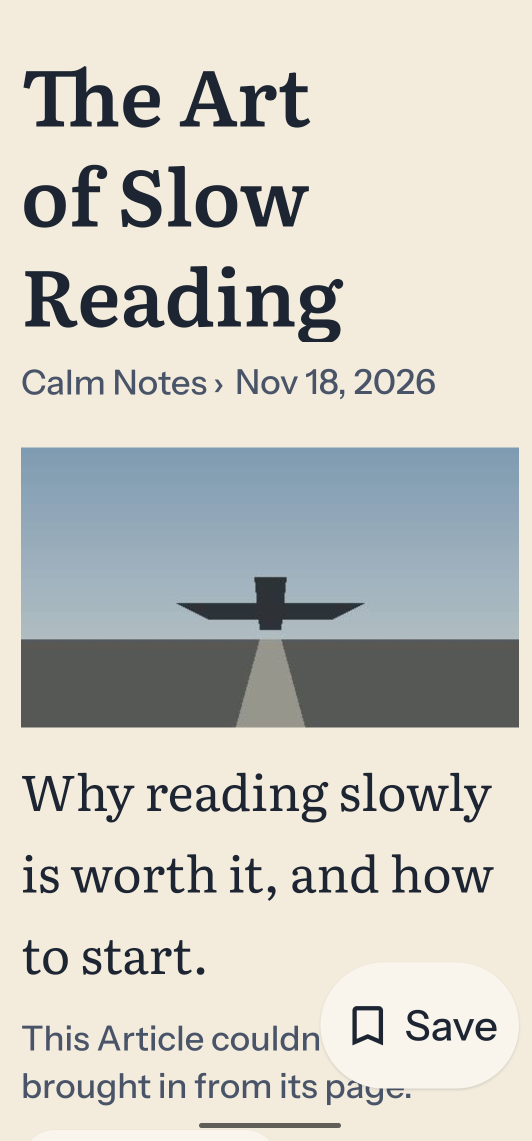 The Art
of Slow
Reading
Calm Notes › Nov 18, 2026
Why reading slowly
is worth it, and how
to start.
This Article couldn
Save
brought in from its page.